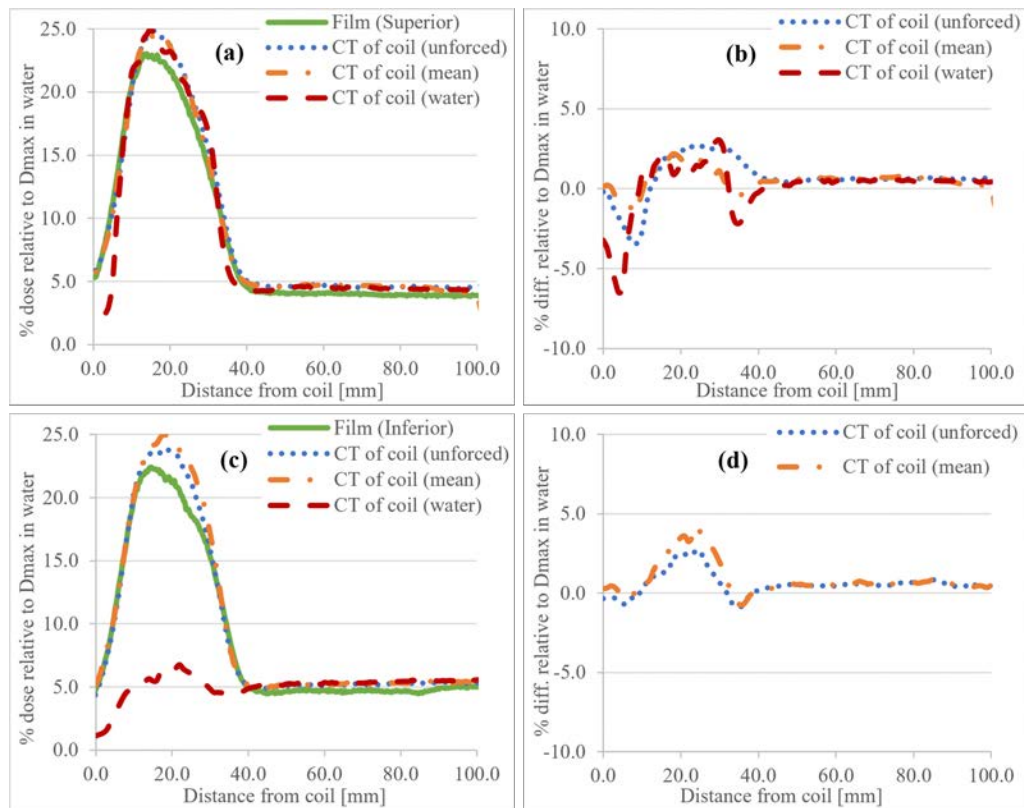 25.0
20.0
15.0
10.0
5.0
0.0
% dose relative to Dmax in water
0.0 20.0 40.0 60.0 80.0 100.0
Distance from coil [mm]
(a)
Film (Superior)
CT of coil (unforced)
CT of coil (mean)
CT of coil (water)
10.0
5.0
0.0
-5.0
-10.0
% diff. relative to Dmax in water
0.0 20.0 40.0 60.0 80.0 100.0
Distance from coil [mm]
(b)
CT of coil (unforced)
CT of coil (mean)
CT of coil (water)
25.0
20.0
15.0
10.0
5.0
0.0
% dose relative to Dmax in water
0.0 20.0 40.0 60.0 80.0 100.0
Distance from coil [mm]
(c)
Film (Inferior)
CT of coil (unforced)
CT of coil (mean)
CT of coil (water)
10.0
5.0
0.0
-5.0
-10.0
% diff. relative to Dmax in water
0.0 20.0 40.0 60.0 80.0 100.0
Distance from coil [mm]
(d)
CT of coil (unforced)
CT of coil (mean)